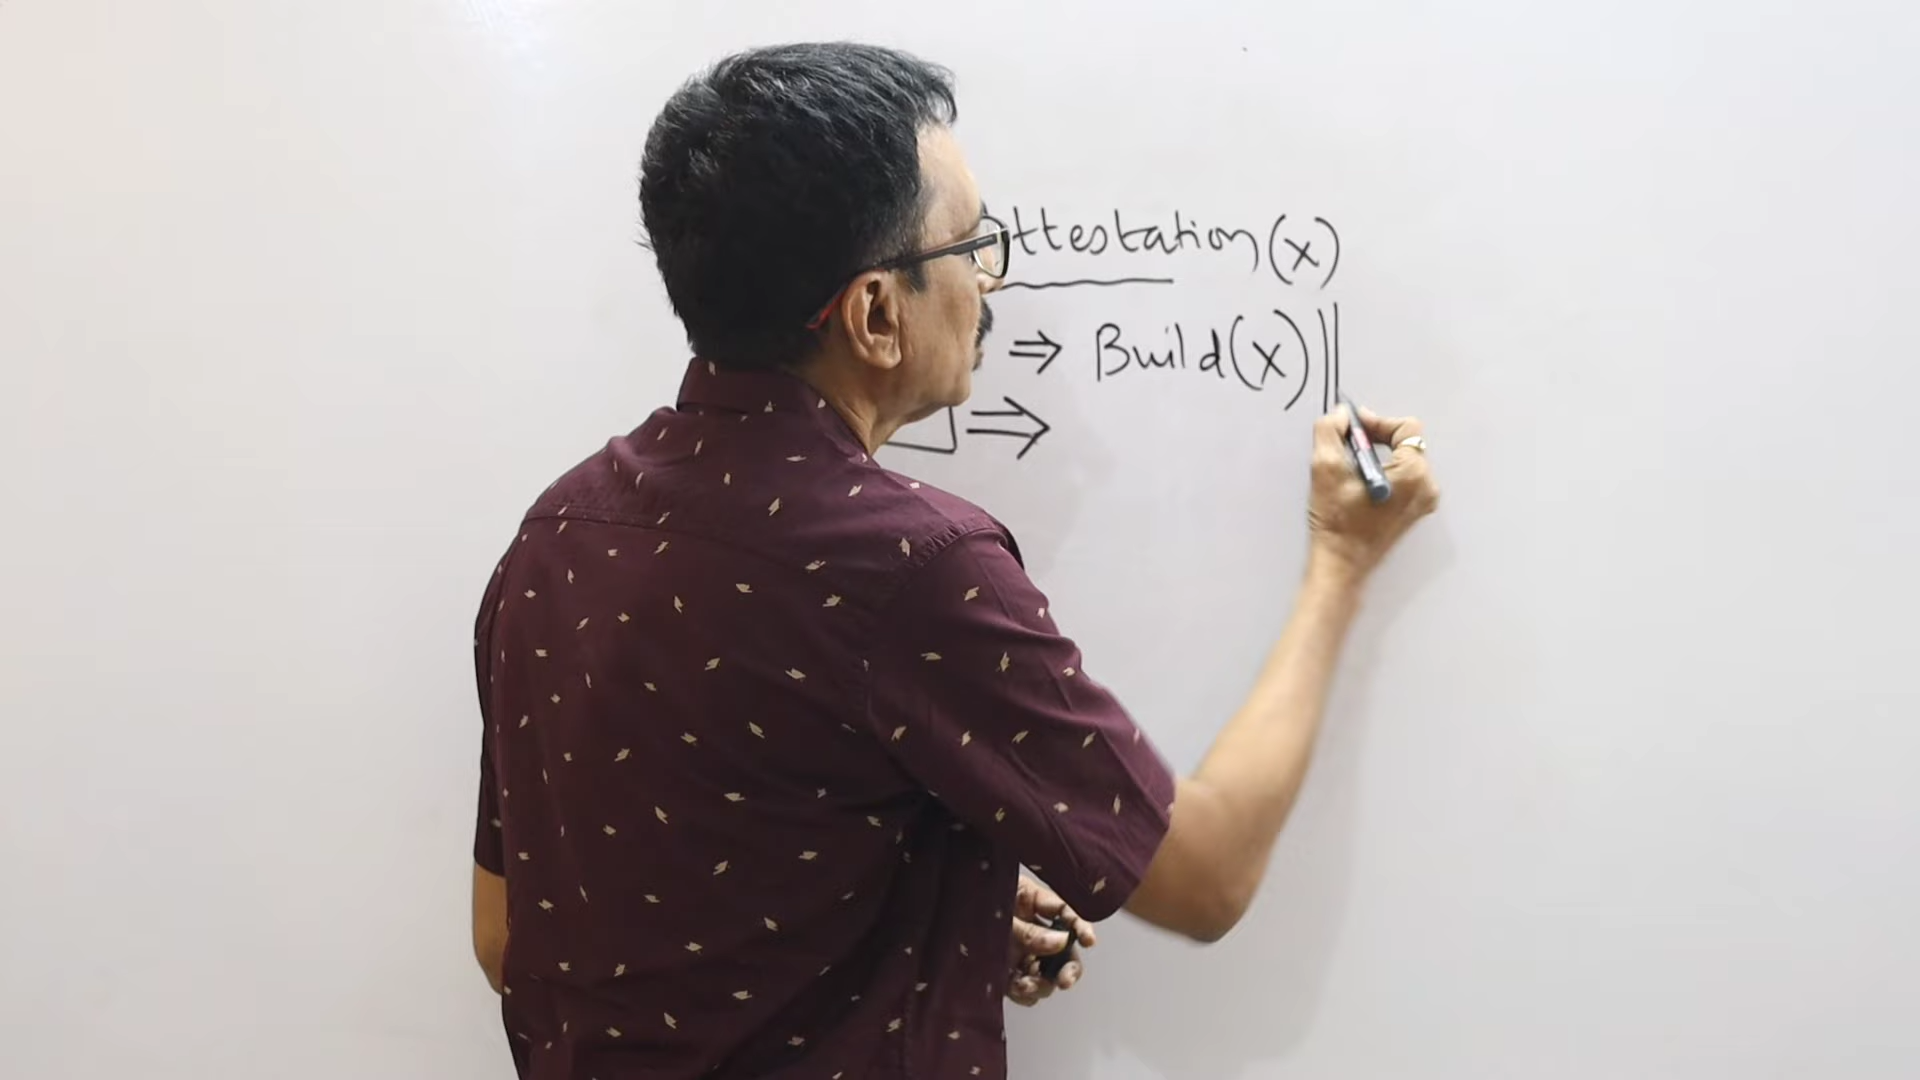 ttestation (x)
⇒ Build (x) ||
⇒